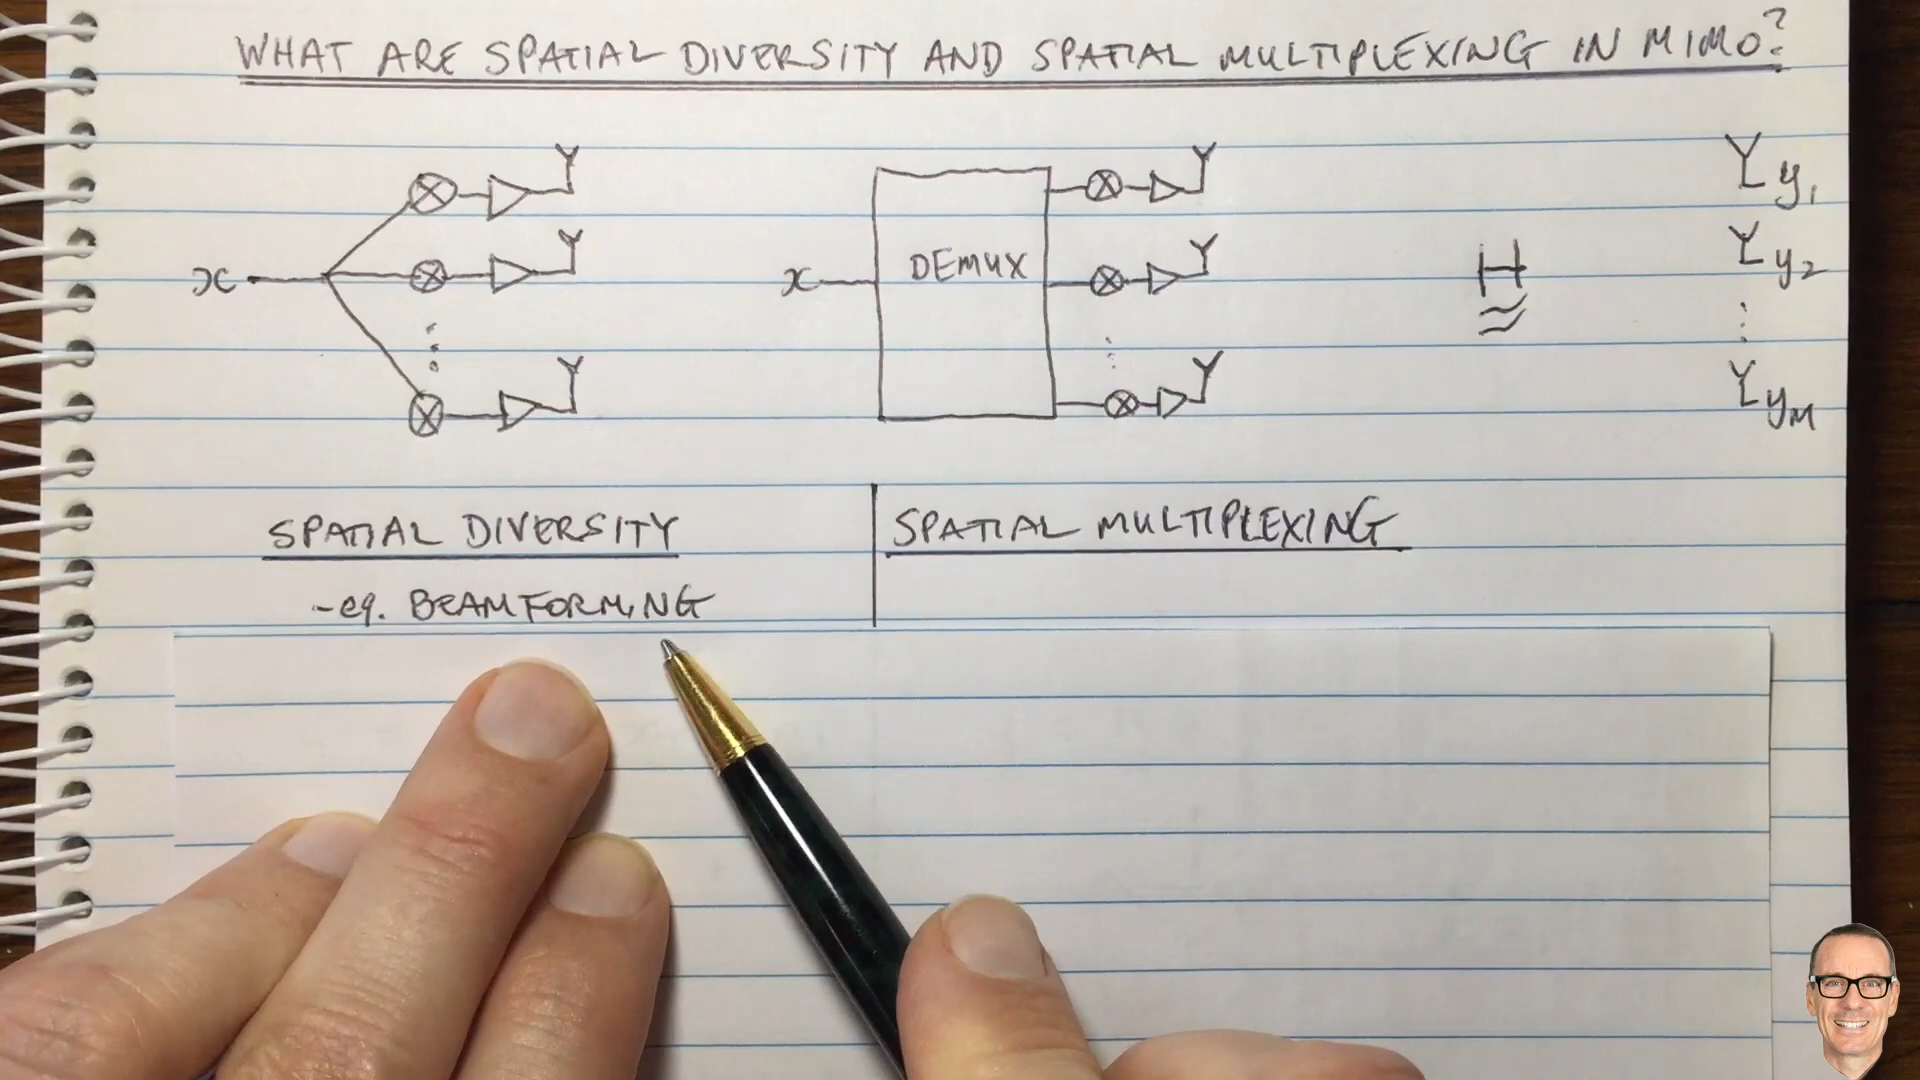 WHAT ARE SPATIAL DIVERSITY AND SPATIAL MULTIPLEXING IN MIMO?
x
x
DEMUX
H
y1
y2
yM
SPATIAL DIVERSITY
SPATIAL MULTIPLEXING
- eg. BEAMFORMING